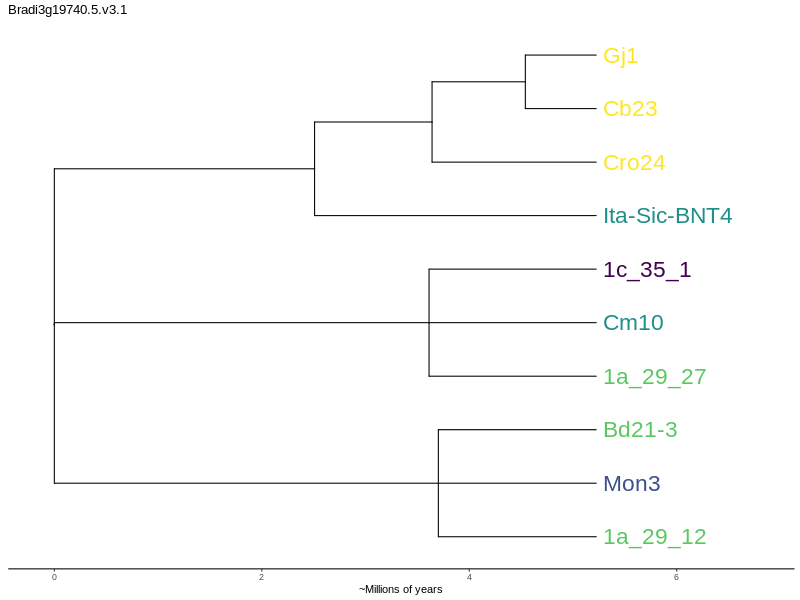 Bradi3g19740.5.v3.1
Gj1
Cb23
Cro24
Ita-Sic-BNT4
1c_35_1
Cm10
1a_29_27
Bd21-3
Mon3
1a_29_12
0 2 4 6
~Millions of years